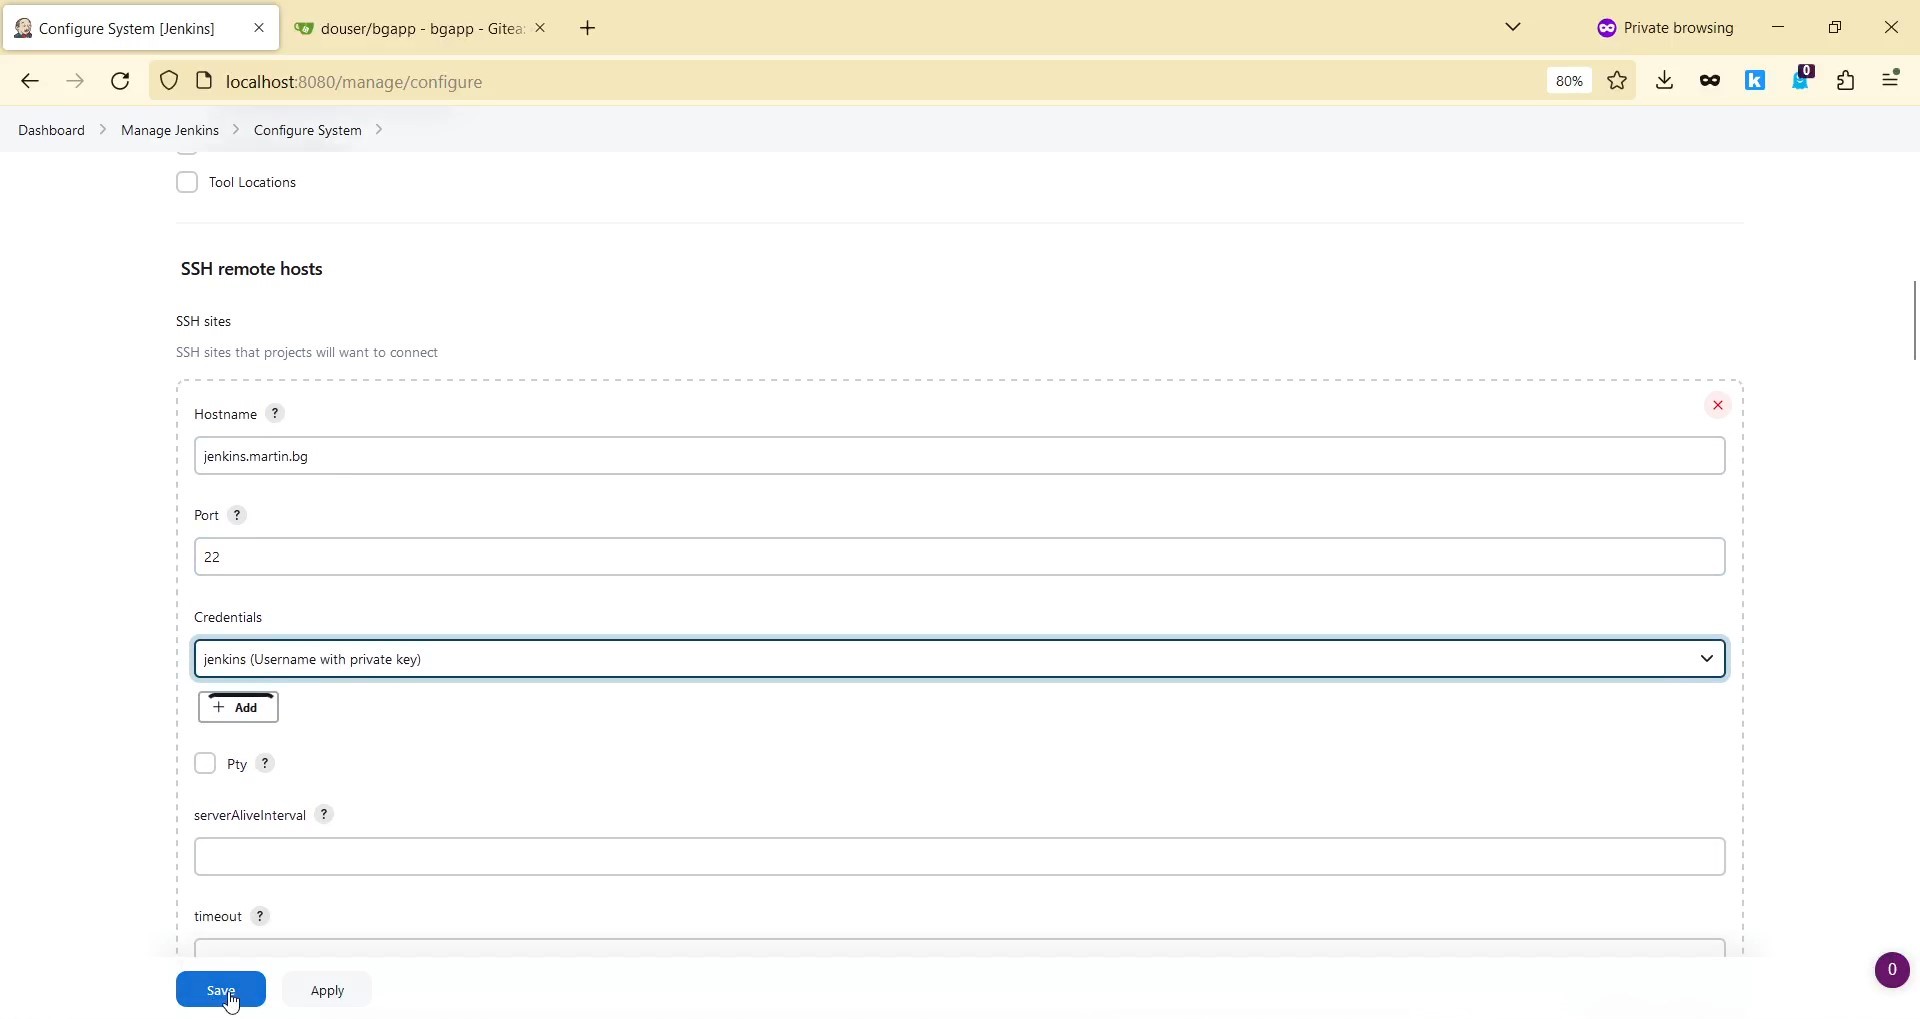 Configure System [Jenkins]
douser/bgapp - bgapp - Gitea:
Private browsing
localhost:8080/manage/configure
80%
k
0
Dashboard
Manage Jenkins
Configure System
Tool Locations
SSH remote hosts
SSH sites
SSH sites that projects will want to connect
Hostname ?
jenkins.martin.bg
Port ?
22
Credentials
jenkins (Username with private key)
+ Add
Pty ?
serverAliveInterval ?
timeout ?
Save
Apply
0